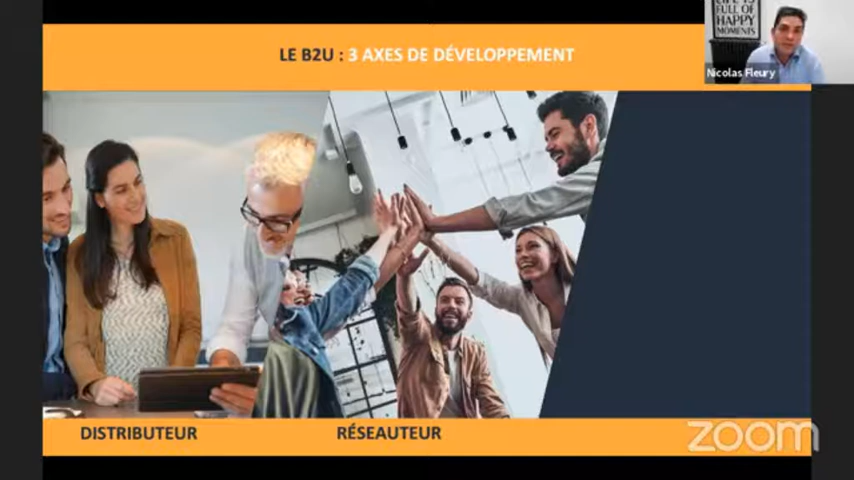 LE B2U : 3 AXES DE DÉVELOPPEMENT
LIFE IS
FULL OF
HAPPY
MOMENTS
Nicolas Fleury
DISTRIBUTEUR
RÉSEAUTEUR
zoom